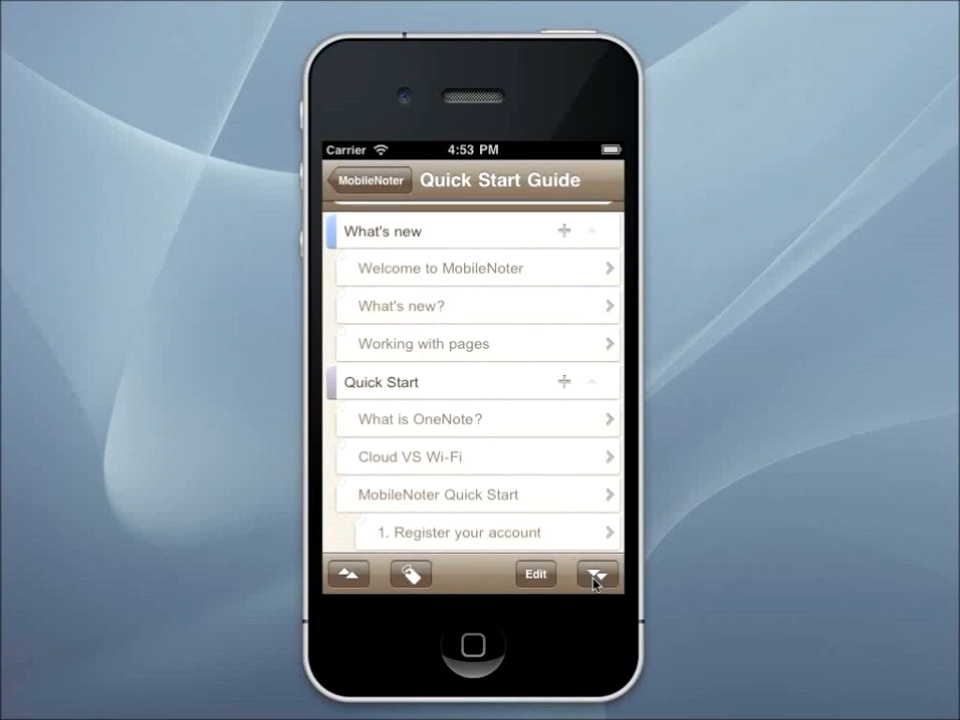 Carrier 4:53 PM
MobileNoter Quick Start Guide
What's new
Welcome to MobileNoter
What's new?
Working with pages
Quick Start
What is OneNote?
Cloud VS Wi-Fi
MobileNoter Quick Start
1. Register your account
Edit